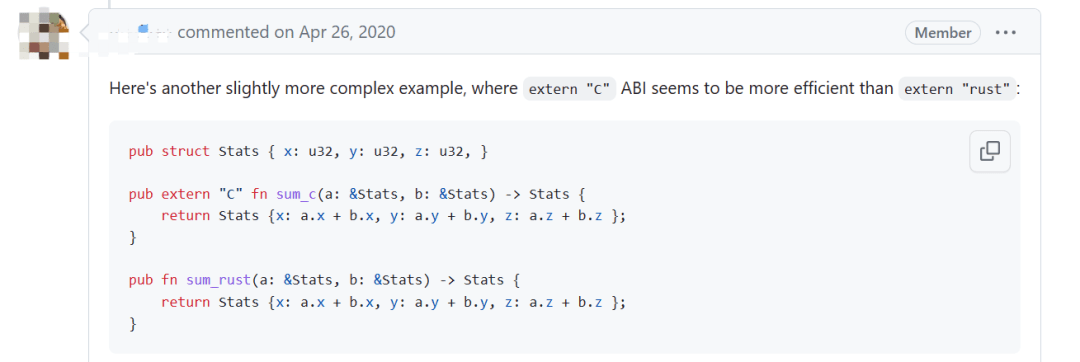 commented on Apr 26, 2020
Member
Here's another slightly more complex example, where extern "C" ABI seems to be more efficient than extern "rust":
pub struct Stats { x: u32, y: u32, z: u32, }
pub extern "C" fn sum_c(a: &Stats, b: &Stats) -> Stats {
    return Stats {x: a.x + b.x, y: a.y + b.y, z: a.z + b.z };
}
pub fn sum_rust(a: &Stats, b: &Stats) -> Stats {
    return Stats {x: a.x + b.x, y: a.y + b.y, z: a.z + b.z };
}